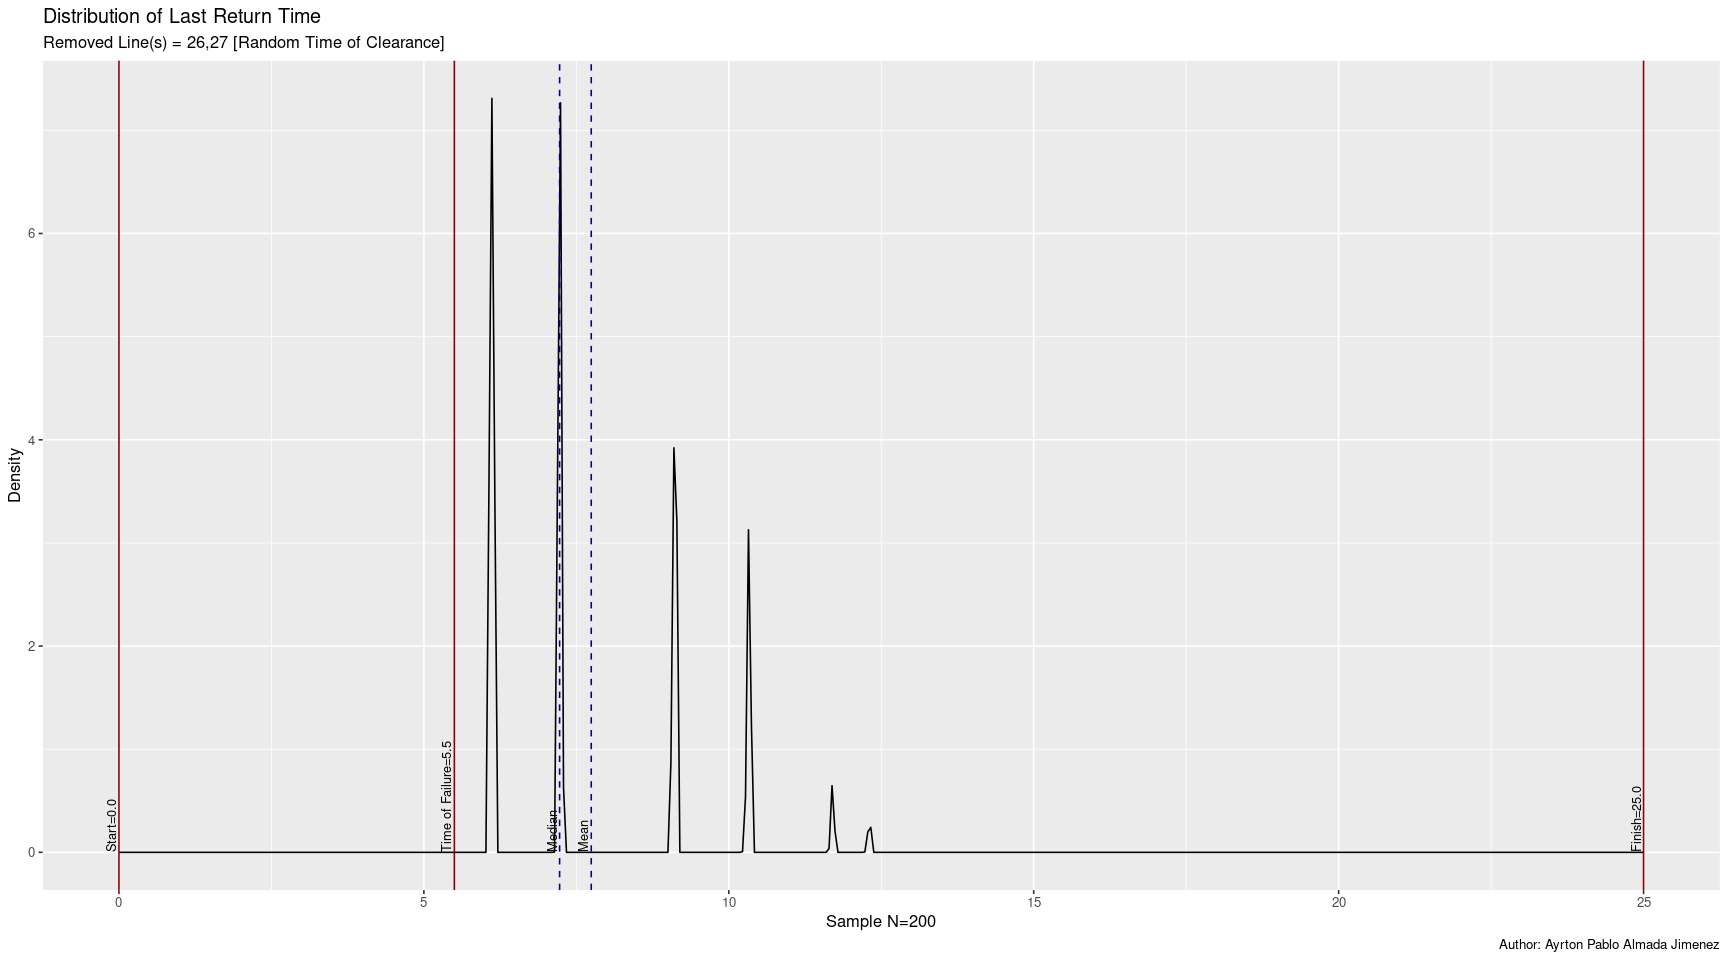 Distribution of Last Return Time
Removed Line(s) = 26,27 [Random Time of Clearance]
Density
6
4
2
0
Start=0.0
Time of Failure=5.5
Median
Mean
Finish=25.0
0
5
10
15
20
25
Sample N=200
Author: Ayrton Pablo Almada Jimenez